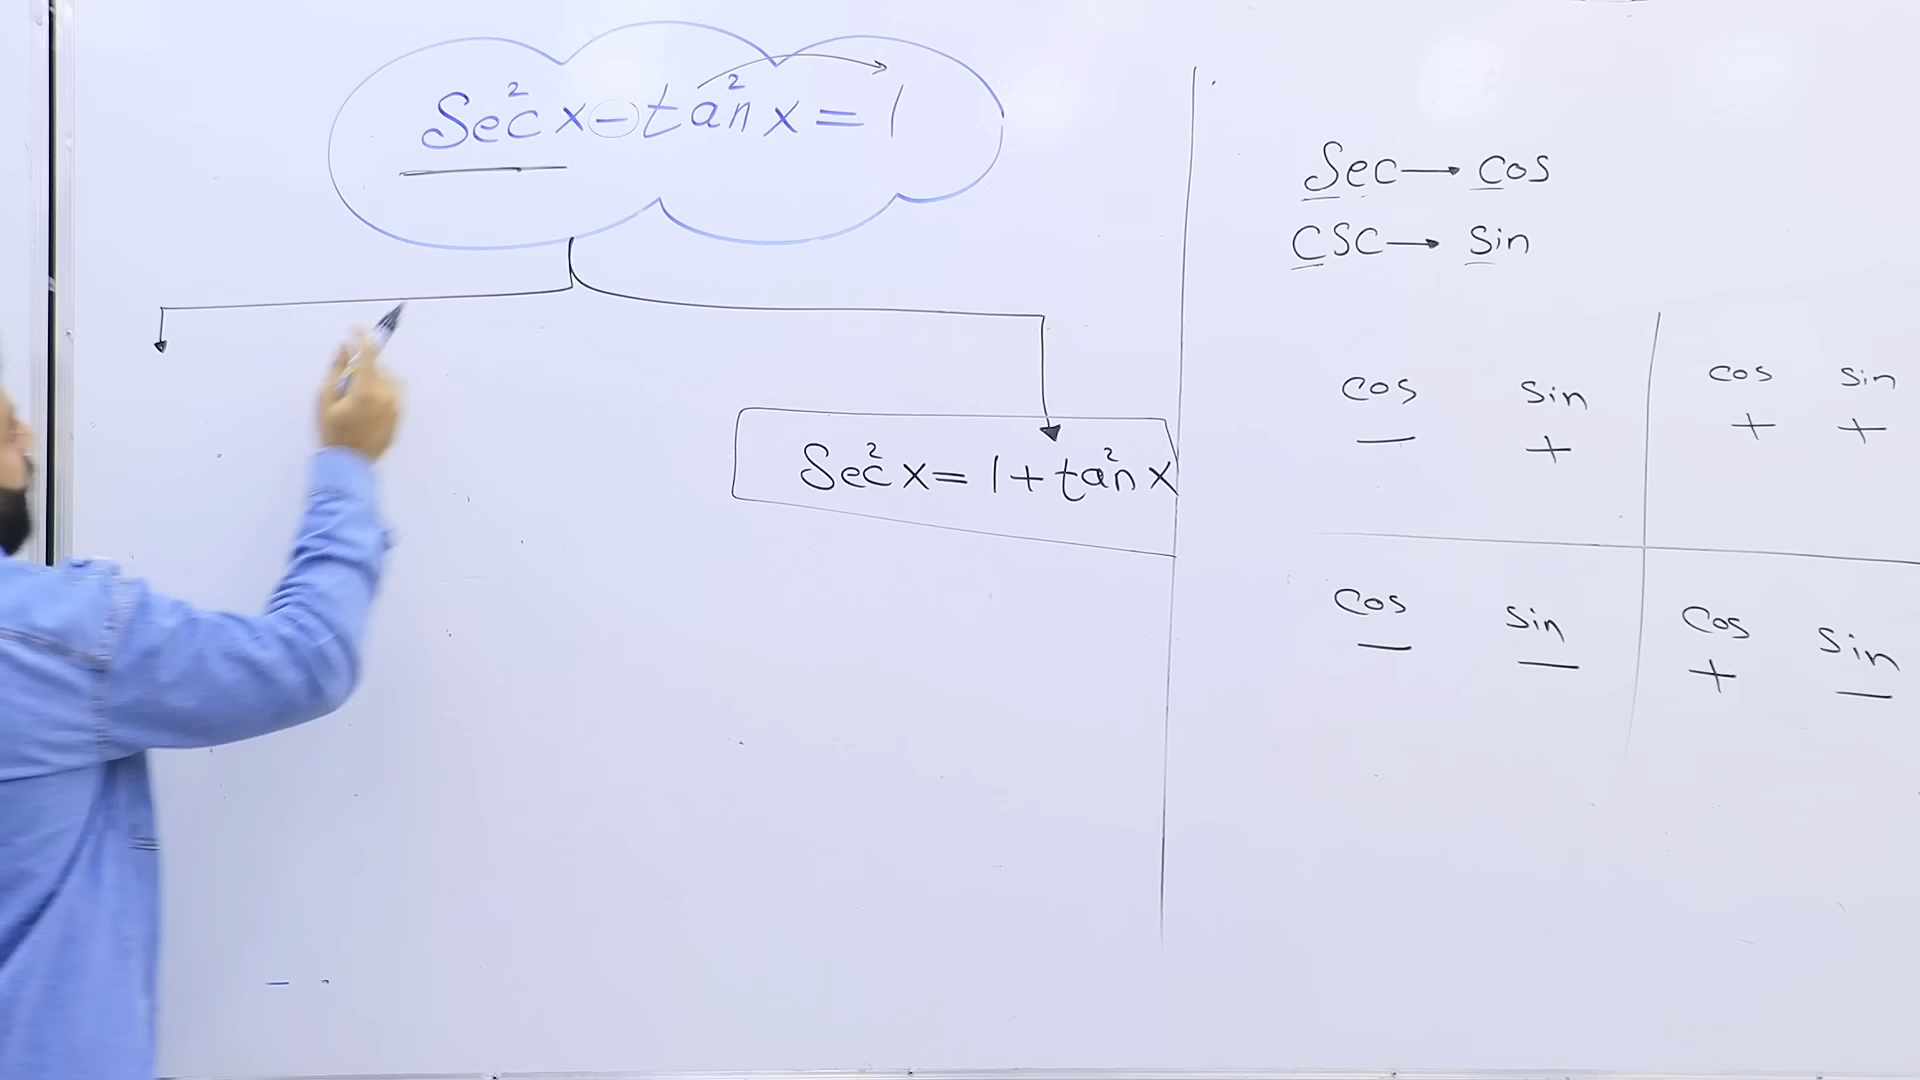 Sec²x - tan²x = 1
Sec²x = 1 + tan²x
Sec → Cos
CSC → Sin
Cos Sin
— +
Cos Sin
+ +
Cos Sin
— —
Cos Sin
+ —